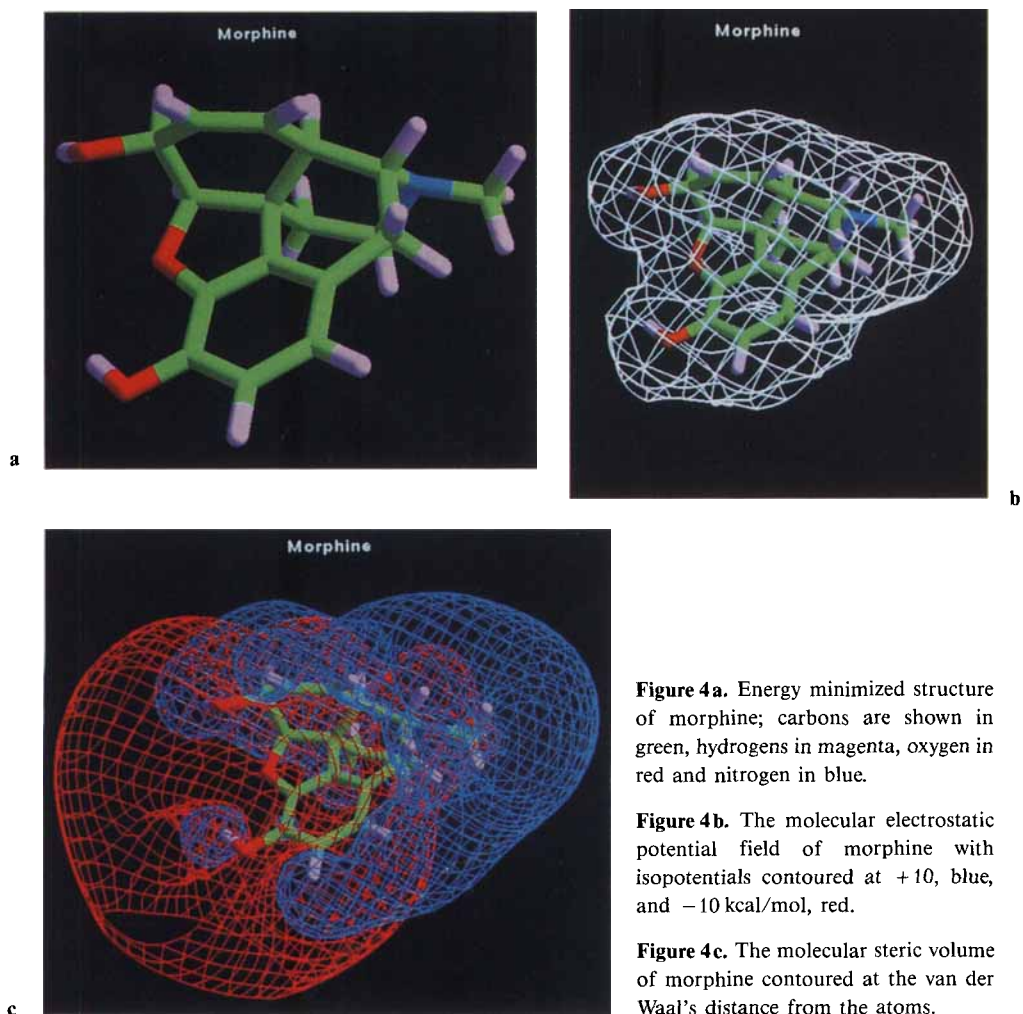 Morphine
Morphine
a
b
Morphine
c
Figure 4a. Energy minimized structure
of morphine; carbons are shown in
green, hydrogens in magenta, oxygen in
red and nitrogen in blue.
Figure 4b. The molecular electrostatic
potential field of morphine with
isopotentials contoured at +10, blue,
and −10 kcal/mol, red.
Figure 4c. The molecular steric volume
of morphine contoured at the van der
Waal's distance from the atoms.